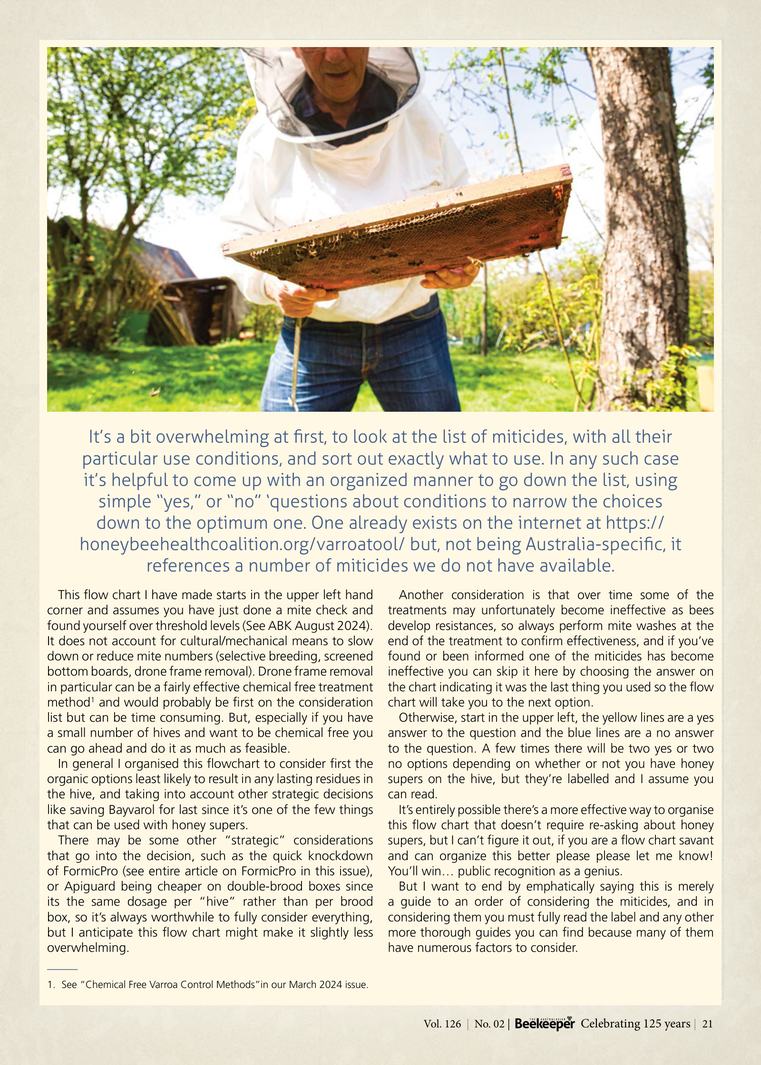 It's a bit overwhelming at first, to look at the list of miticides, with all their
particular use conditions, and sort out exactly what to use. In any such case
it's helpful to come up with an organized manner to go down the list, using
simple "yes," or "no" 'questions about conditions to narrow the choices
down to the optimum one. One already exists on the internet at https://
honeybeehealthcoalition.org/varroatool/ but, not being Australia-specific, it
references a number of miticides we do not have available.
This flow chart I have made starts in the upper left hand
corner and assumes you have just done a mite check and
found yourself over threshold levels (See ABK August 2024).
It does not account for cultural/mechanical means to slow
down or reduce mite numbers (selective breeding, screened
bottom boards, drone frame removal). Drone frame removal
in particular can be a fairly effective chemical free treatment
method¹ and would probably be first on the consideration
list but can be time consuming. But, especially if you have
a small number of hives and want to be chemical free you
can go ahead and do it as much as feasible.
In general I organised this flowchart to consider first the
organic options least likely to result in any lasting residues in
the hive, and taking into account other strategic decisions
like saving Bayvarol for last since it's one of the few things
that can be used with honey supers.
There may be some other "strategic" considerations
that go into the decision, such as the quick knockdown
of FormicPro (see entire article on FormicPro in this issue),
or Apiguard being cheaper on double-brood boxes since
its the same dosage per "hive" rather than per brood
box, so it's always worthwhile to fully consider everything,
but I anticipate this flow chart might make it slightly less
overwhelming.
Another consideration is that over time some of the
treatments may unfortunately become ineffective as bees
develop resistances, so always perform mite washes at the
end of the treatment to confirm effectiveness, and if you've
found or been informed one of the miticides has become
ineffective you can skip it here by choosing the answer on
the chart indicating it was the last thing you used so the flow
chart will take you to the next option.
Otherwise, start in the upper left, the yellow lines are a yes
answer to the question and the blue lines are a no answer
to the question. A few times there will be two yes or two
no options depending on whether or not you have honey
supers on the hive, but they're labelled and I assume you
can read.
It's entirely possible there's a more effective way to organise
this flow chart that doesn't require re-asking about honey
supers, but I can't figure it out, if you are a flow chart savant
and can organize this better please please let me know!
You'll win... public recognition as a genius.
But I want to end by emphatically saying this is merely
a guide to an order of considering the miticides, and in
considering them you must fully read the label and any other
more thorough guides you can find because many of them
have numerous factors to consider.
1. See "Chemical Free Varroa Control Methods"in our March 2024 issue.
Vol. 126 | No. 02 | Beekeeper Celebrating 125 years | 21